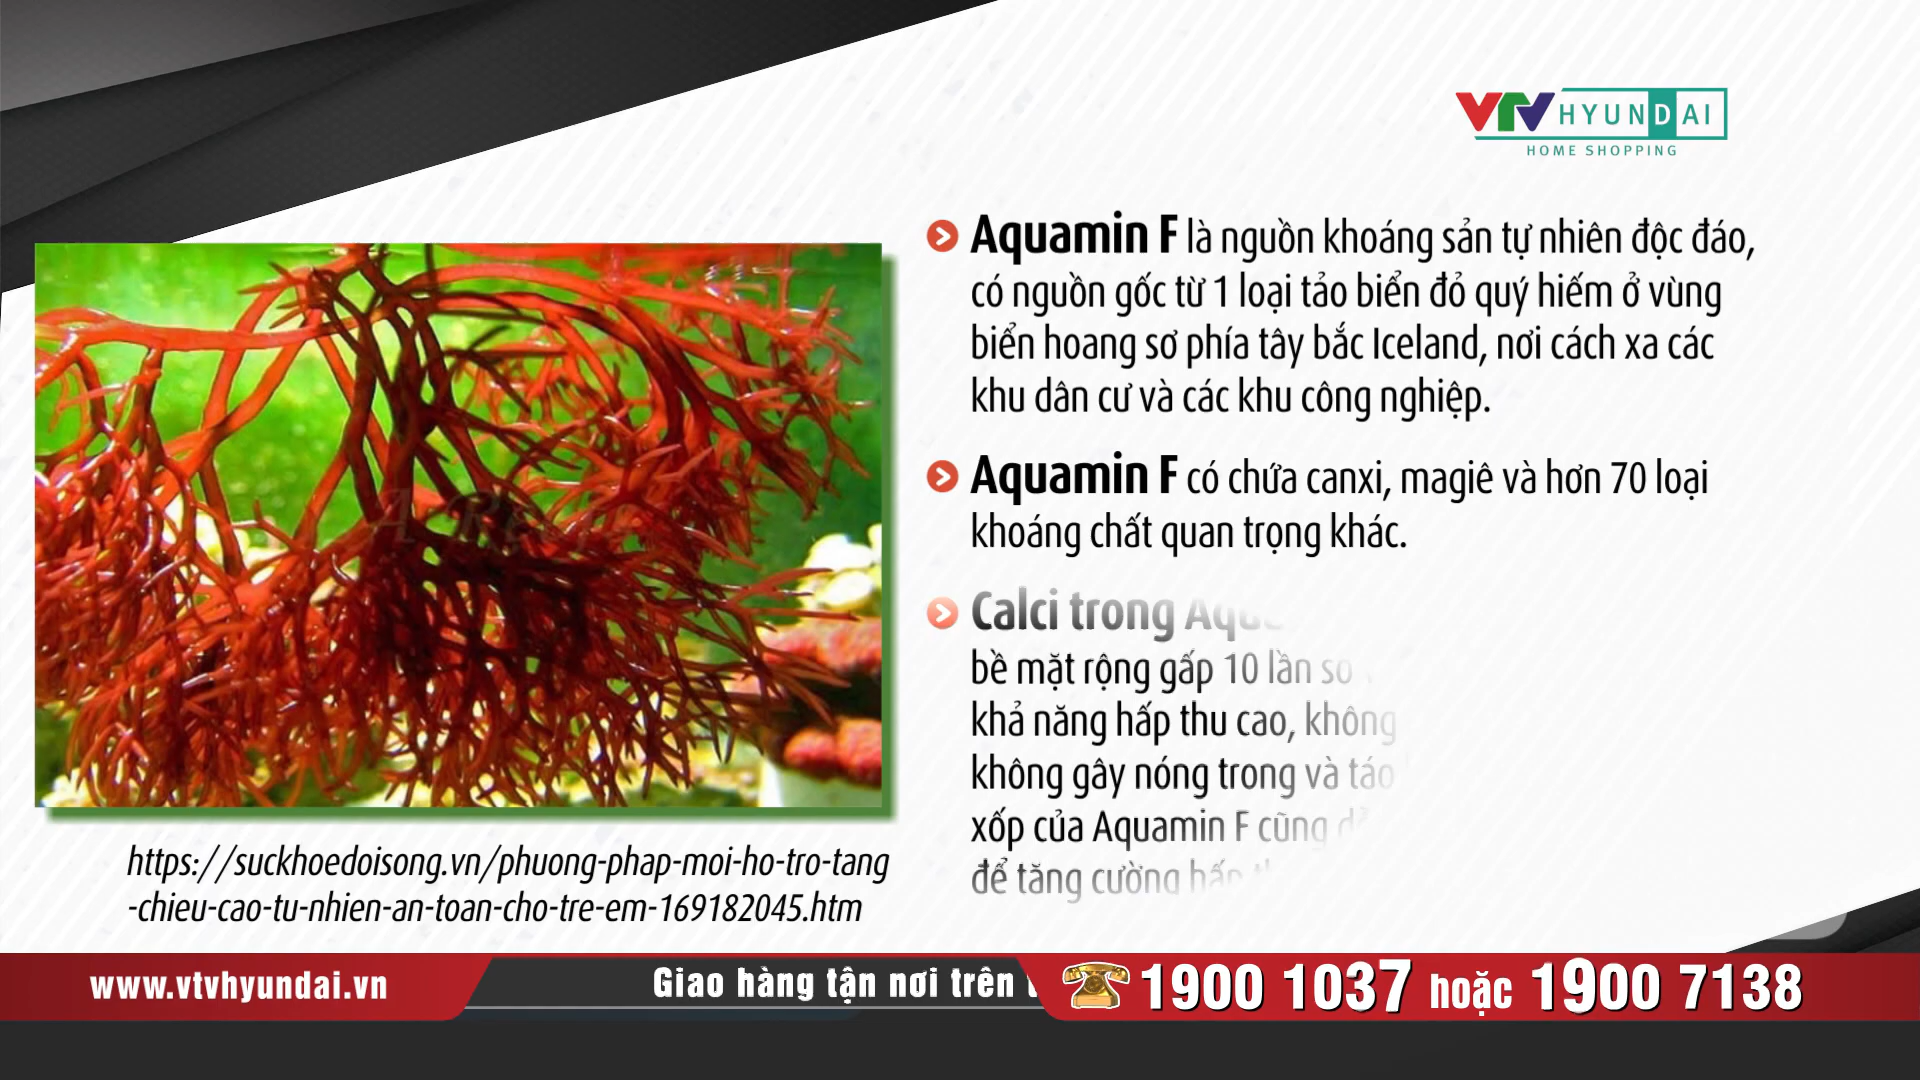 VTV HYUNDAI
HOME SHOPPING
Aquamin F là nguồn khoáng sản tự nhiên độc đáo,
có nguồn gốc từ 1 loại tảo biển đỏ quý hiếm ở vùng
biển hoang sơ phía tây bắc Iceland, nơi cách xa các
khu dân cư và các khu công nghiệp.
Aquamin F có chứa canxi, magiê và hơn 70 loại
khoáng chất quan trọng khác.
Calci trong
bề mặt rộng gấp 10 lần so
khả năng hấp thu cao, không
không gây nóng trong và táo
xốp của Aquamin F cũng
để tăng cường hấp
https://suckhoedoisong.vn/phuong-phap-moi-ho-tro-tang
-chieu-cao-tu-nhien-an-toan-cho-tre-em-169182045.htm
www.vtvhyundai.vn
Giao hàng tận nơi trên
1900 1037 hoặc 1900 7138